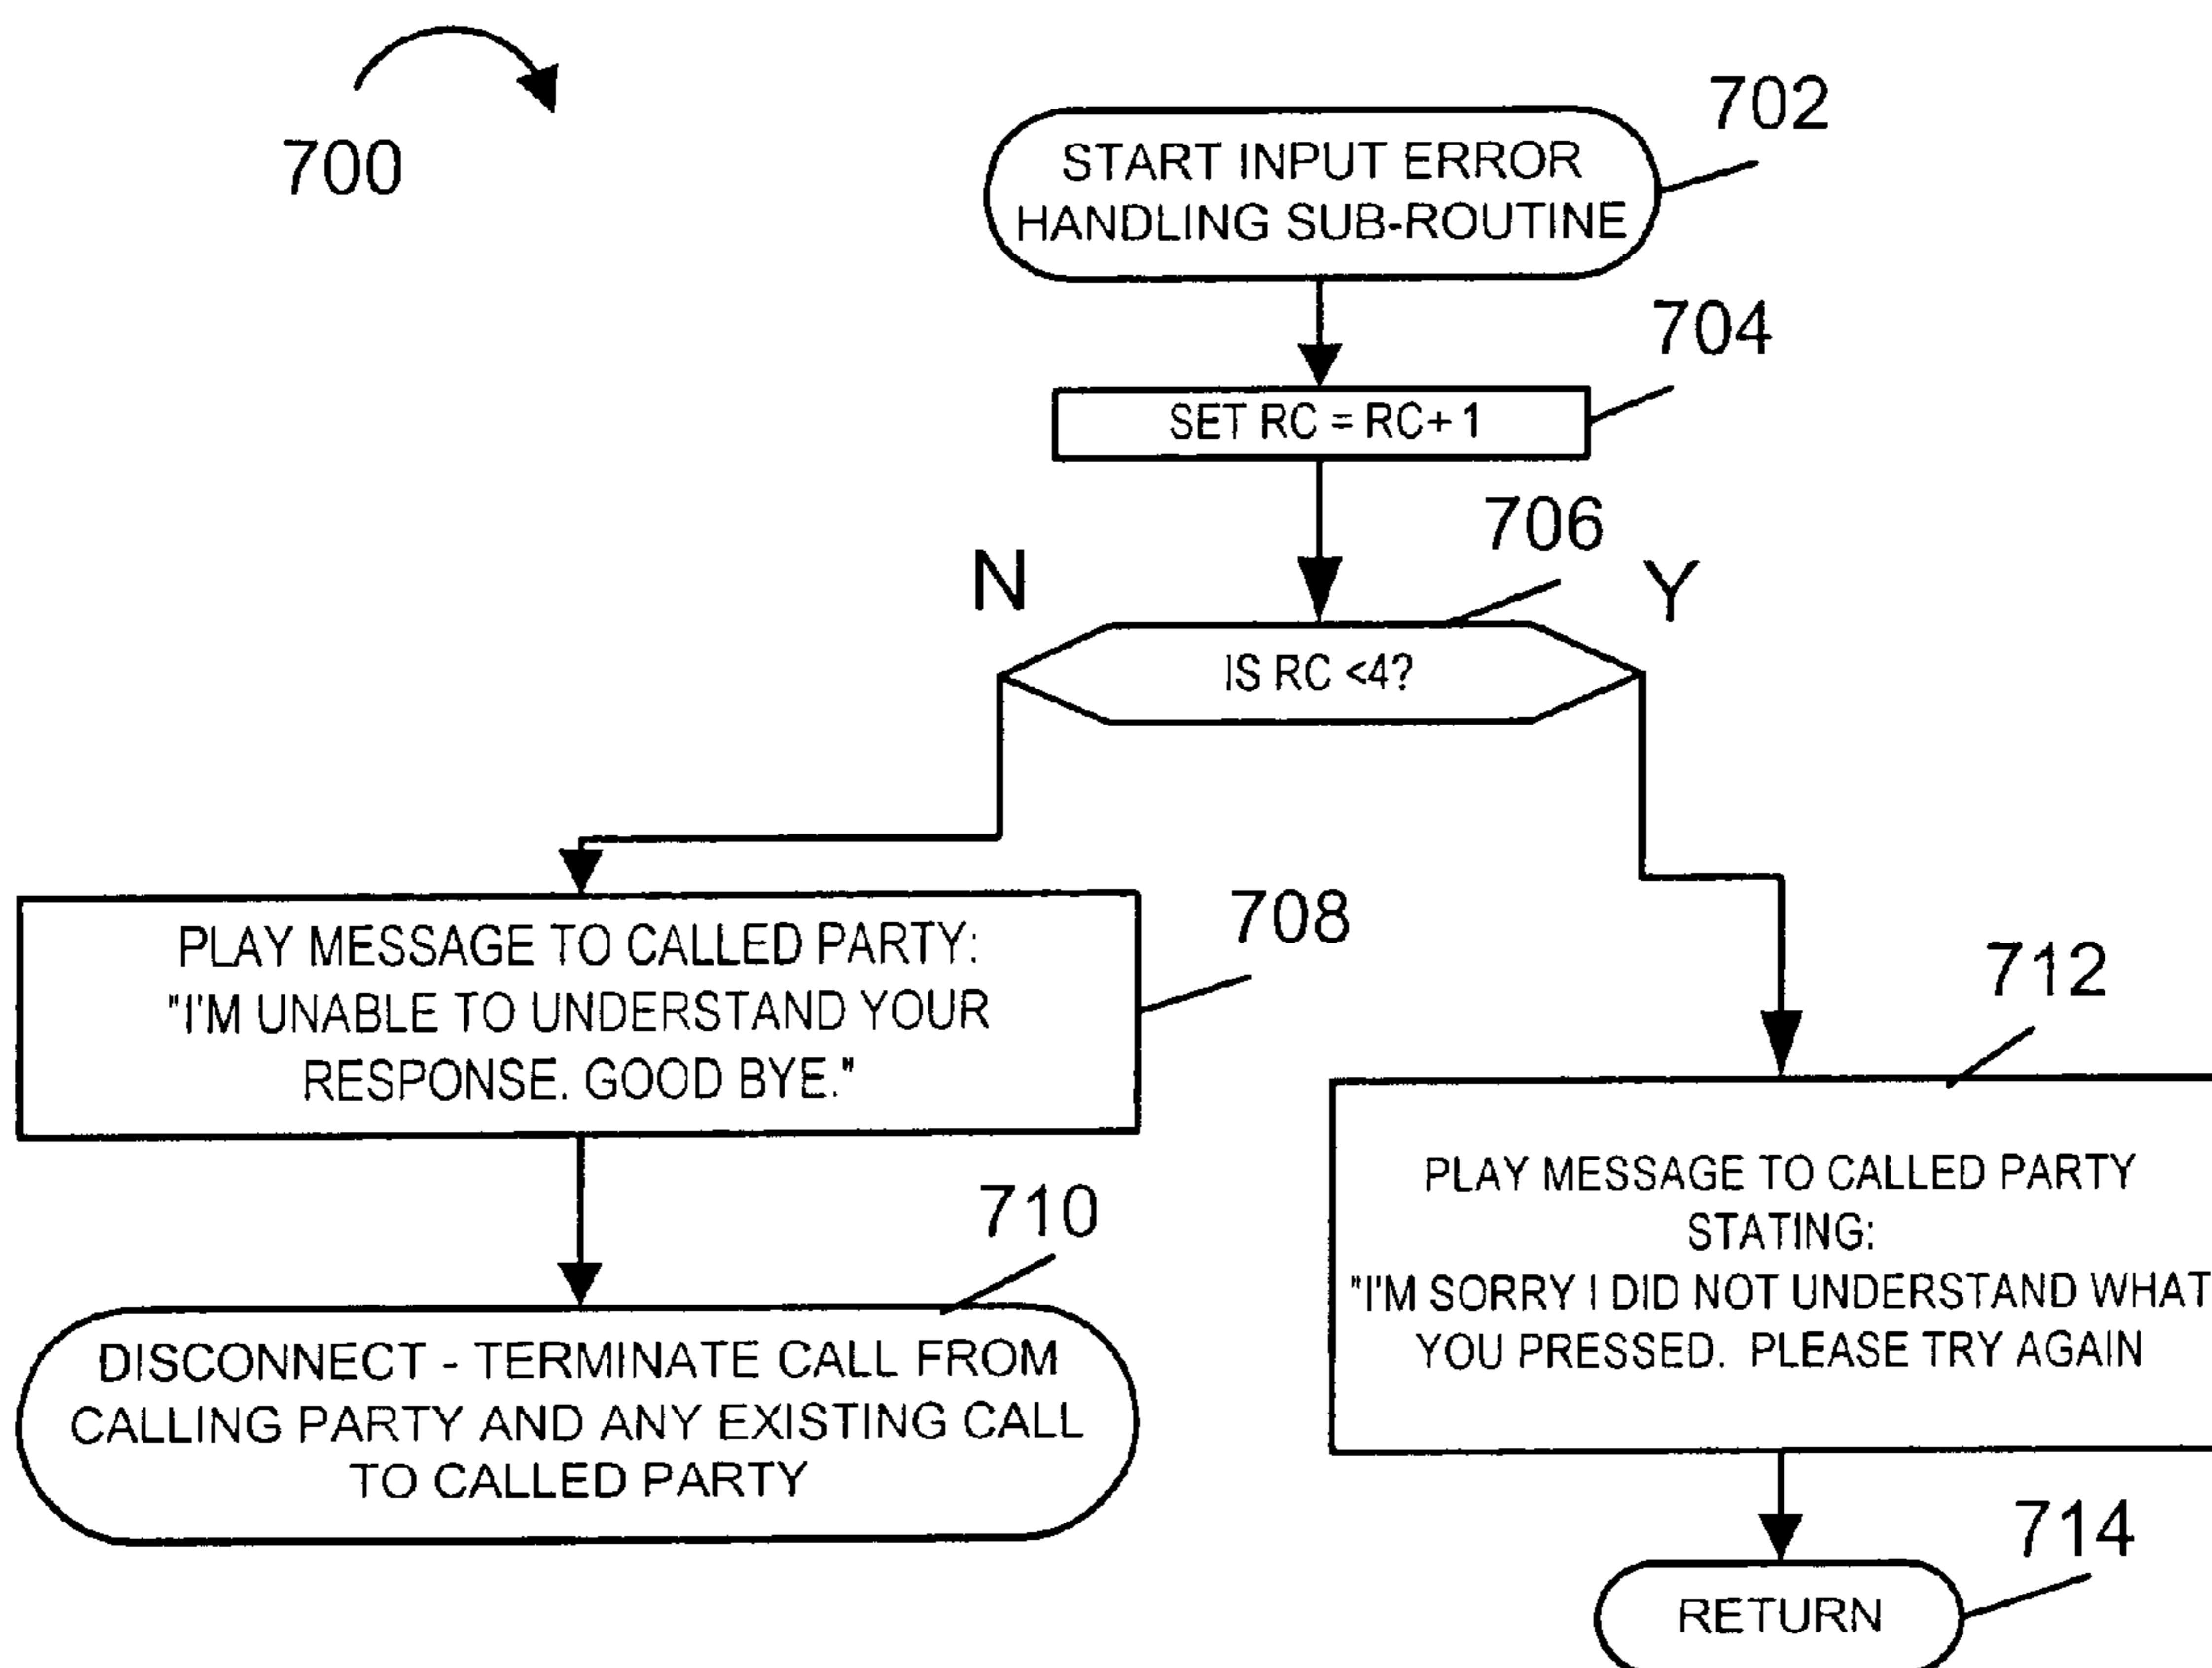 700
702
START INPUT ERROR
HANDLING SUB-ROUTINE
704
SET RC = RC+ 1
706
N
Y
IS RC <4?
708
PLAY MESSAGE TO CALLED PARTY:
"I'M UNABLE TO UNDERSTAND YOUR
RESPONSE. GOOD BYE."
710
DISCONNECT - TERMINATE CALL FROM
CALLING PARTY AND ANY EXISTING CALL
TO CALLED PARTY
712
PLAY MESSAGE TO CALLED PARTY
STATING:
"I'M SORRY I DID NOT UNDERSTAND WHAT
YOU PRESSED. PLEASE TRY AGAIN
714
RETURN